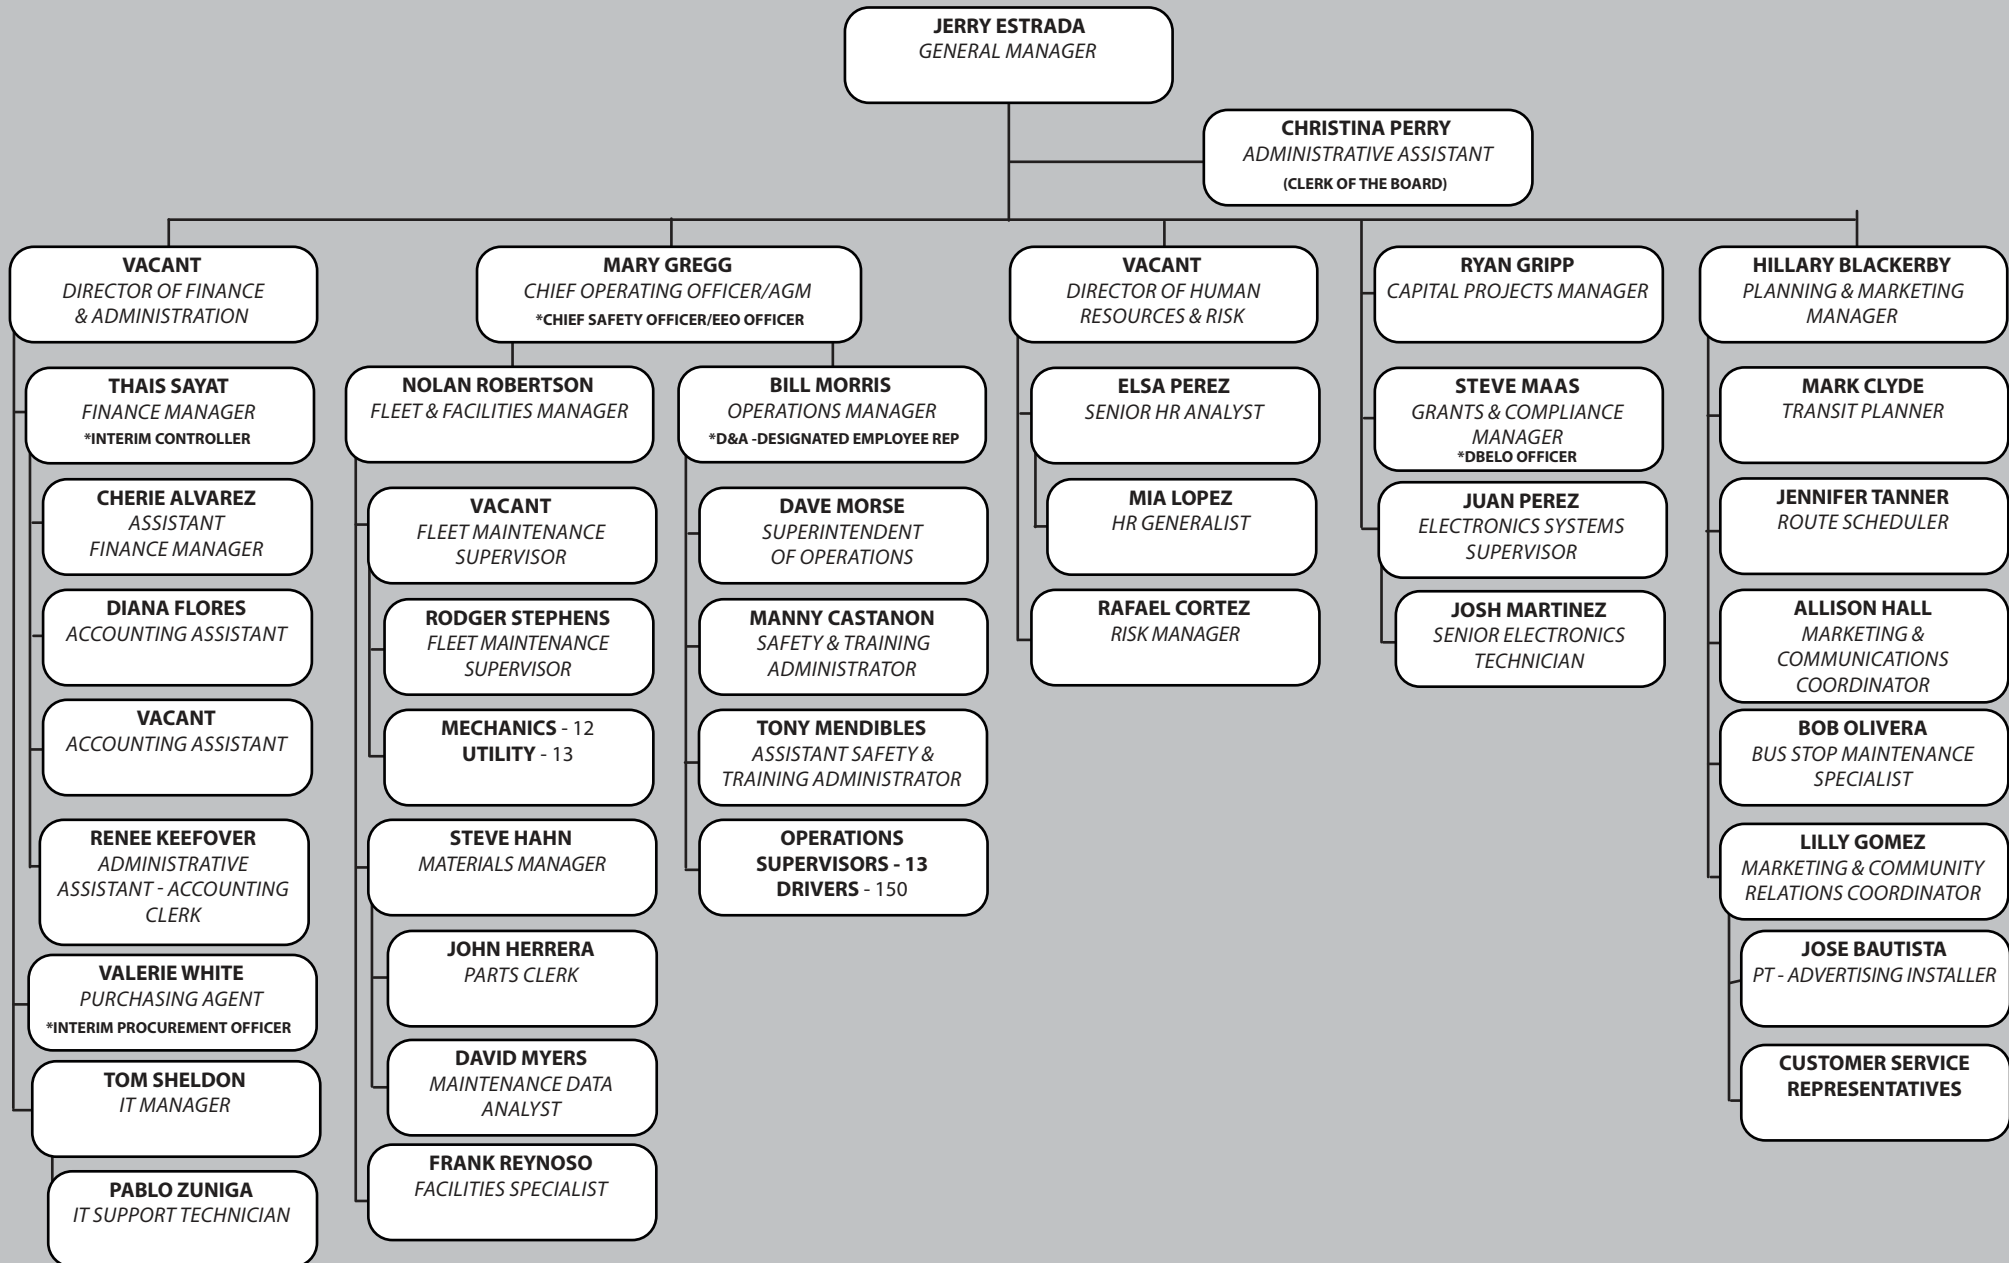 JERRY ESTRADA
GENERAL MANAGER
CHRISTINA PERRY
ADMINISTRATIVE ASSISTANT
(CLERK OF THE BOARD)
VACANT
DIRECTOR OF FINANCE
& ADMINISTRATION
THAIS SAYAT
FINANCE MANAGER
*INTERIM CONTROLLER
CHERIE ALVAREZ
ASSISTANT
FINANCE MANAGER
DIANA FLORES
ACCOUNTING ASSISTANT
VACANT
ACCOUNTING ASSISTANT
RENEE KEEFOVER
ADMINISTRATIVE
ASSISTANT - ACCOUNTING
CLERK
VALERIE WHITE
PURCHASING AGENT
*INTERIM PROCUREMENT OFFICER
TOM SHELDON
IT MANAGER
PABLO ZUNIGA
IT SUPPORT TECHNICIAN
MARY GREGG
CHIEF OPERATING OFFICER/AGM
*CHIEF SAFETY OFFICER/EEO OFFICER
NOLAN ROBERTSON
FLEET & FACILITIES MANAGER
VACANT
FLEET MAINTENANCE
SUPERVISOR
RODGER STEPHENS
FLEET MAINTENANCE
SUPERVISOR
MECHANICS - 12
UTILITY - 13
STEVE HAHN
MATERIALS MANAGER
JOHN HERRERA
PARTS CLERK
DAVID MYERS
MAINTENANCE DATA
ANALYST
FRANK REYNOSO
FACILITIES SPECIALIST
BILL MORRIS
OPERATIONS MANAGER
*D&A -DESIGNATED EMPLOYEE REP
DAVE MORSE
SUPERINTENDENT
OF OPERATIONS
MANNY CASTANON
SAFETY & TRAINING
ADMINISTRATOR
TONY MENDIBLES
ASSISTANT SAFETY &
TRAINING ADMINISTRATOR
OPERATIONS
SUPERVISORS - 13
DRIVERS - 150
VACANT
DIRECTOR OF HUMAN
RESOURCES & RISK
ELSA PEREZ
SENIOR HR ANALYST
MIA LOPEZ
HR GENERALIST
RAFAEL CORTEZ
RISK MANAGER
RYAN GRIPP
CAPITAL PROJECTS MANAGER
STEVE MAAS
GRANTS & COMPLIANCE
MANAGER
*DBELO OFFICER
JUAN PEREZ
ELECTRONICS SYSTEMS
SUPERVISOR
JOSH MARTINEZ
SENIOR ELECTRONICS
TECHNICIAN
HILLARY BLACKERBY
PLANNING & MARKETING
MANAGER
MARK CLYDE
TRANSIT PLANNER
JENNIFER TANNER
ROUTE SCHEDULER
ALLISON HALL
MARKETING &
COMMUNICATIONS
COORDINATOR
BOB OLIVERA
BUS STOP MAINTENANCE
SPECIALIST
LILLY GOMEZ
MARKETING & COMMUNITY
RELATIONS COORDINATOR
JOSE BAUTISTA
PT - ADVERTISING INSTALLER
CUSTOMER SERVICE
REPRESENTATIVES